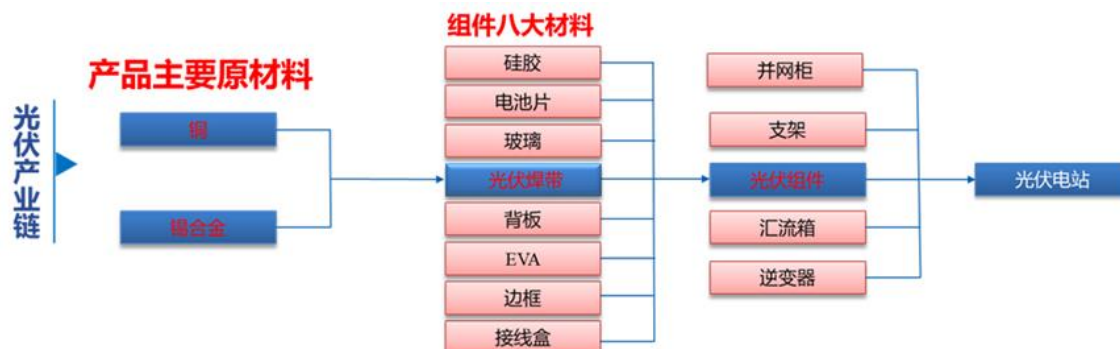 光伏产业链
产品主要原材料
铜
锡合金
组件八大材料
硅胶
电池片
玻璃
光伏焊带
背板
EVA
边框
接线盒
并网柜
支架
光伏组件
汇流箱
逆变器
光伏电站